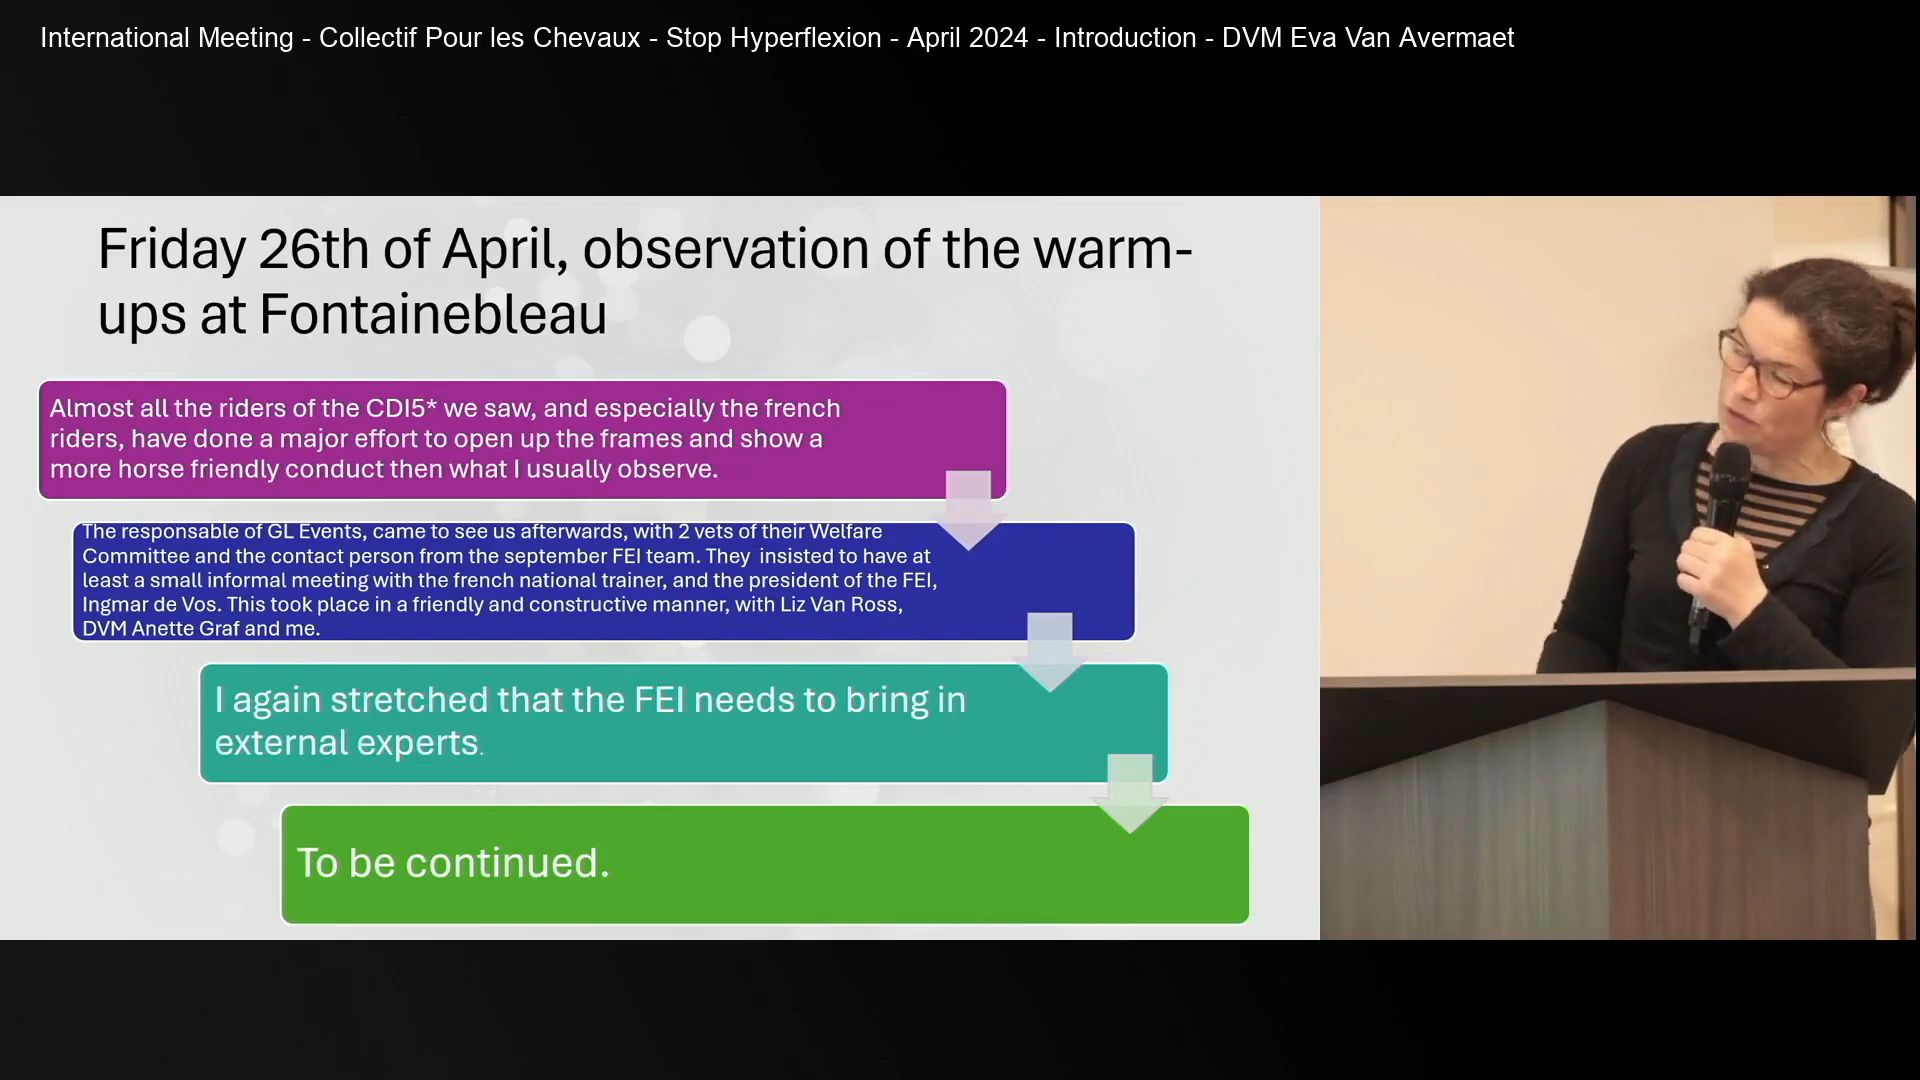 International Meeting - Collectif Pour les Chevaux - Stop Hyperflexion - April 2024 - Introduction - DVM Eva Van Avermaet
Friday 26th of April, observation of the warm-
ups at Fontainebleau
Almost all the riders of the CDI5* we saw, and especially the french
riders, have done a major effort to open up the frames and show a
more horse friendly conduct then what I usually observe.
The responsable of GL Events, came to see us afterwards, with 2 vets of their Welfare
Committee and the contact person from the september FEI team. They insisted to have at
least a small informal meeting with the french national trainer, and the president of the FEI,
Ingmar de Vos. This took place in a friendly and constructive manner, with Liz Van Ross,
DVM Anette Graf and me.
I again stretched that the FEI needs to bring in
external experts.
To be continued.